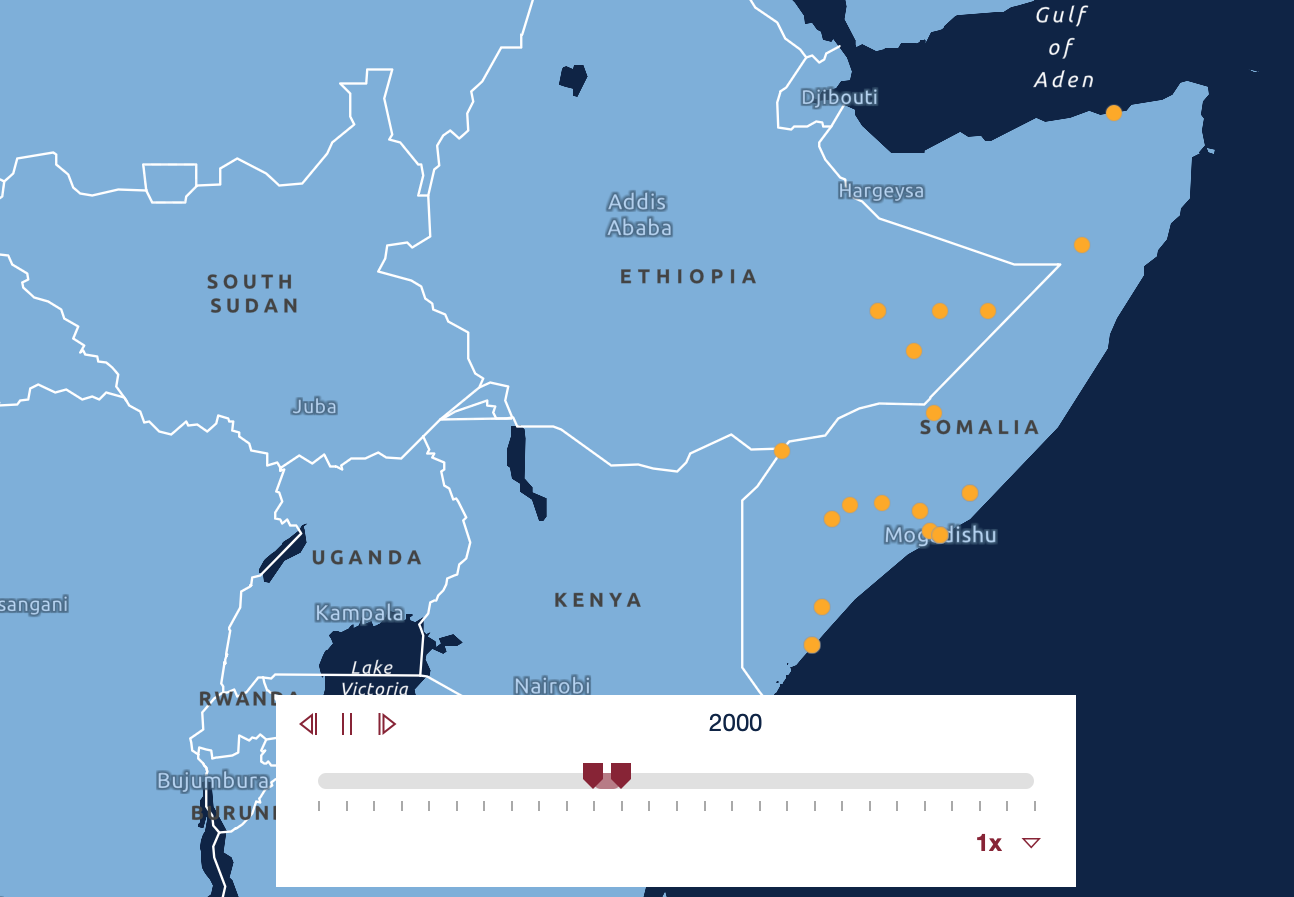 Gulf
of
Aden
Djibouti
Hargeysa
Addis
Ababa
ETHIOPIA
SOUTH
SUDAN
Juba
SOMALIA
Mogadishu
UGANDA
KENYA
sangani
Kampala
Lake
Victoria
Nairobi
RWANDA
2000
Bujumbura
BURUN
1x